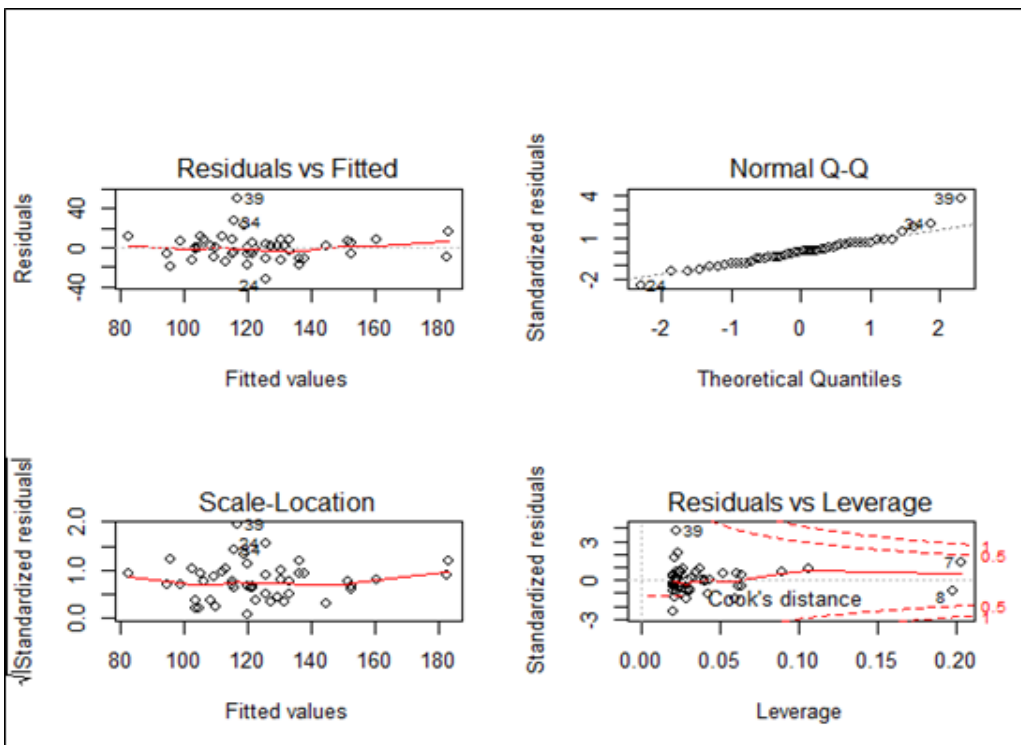 Residuals vs Fitted
Residuals
40
0
-40
39
34
24
80 100 120 140 160 180
Fitted values
Normal Q-Q
Standardized residuals
4
1
-2
39
34
24
-2 -1 0 1 2
Theoretical Quantiles
Scale-Location
√|Standardized residuals|
2.0
1.0
0.0
39
24
34
80 100 120 140 160 180
Fitted values
Residuals vs Leverage
Standardized residuals
3
0
-3
39
7
8
Cook's distance
1
0.5
0.5
1
0.00 0.05 0.10 0.15 0.20
Leverage